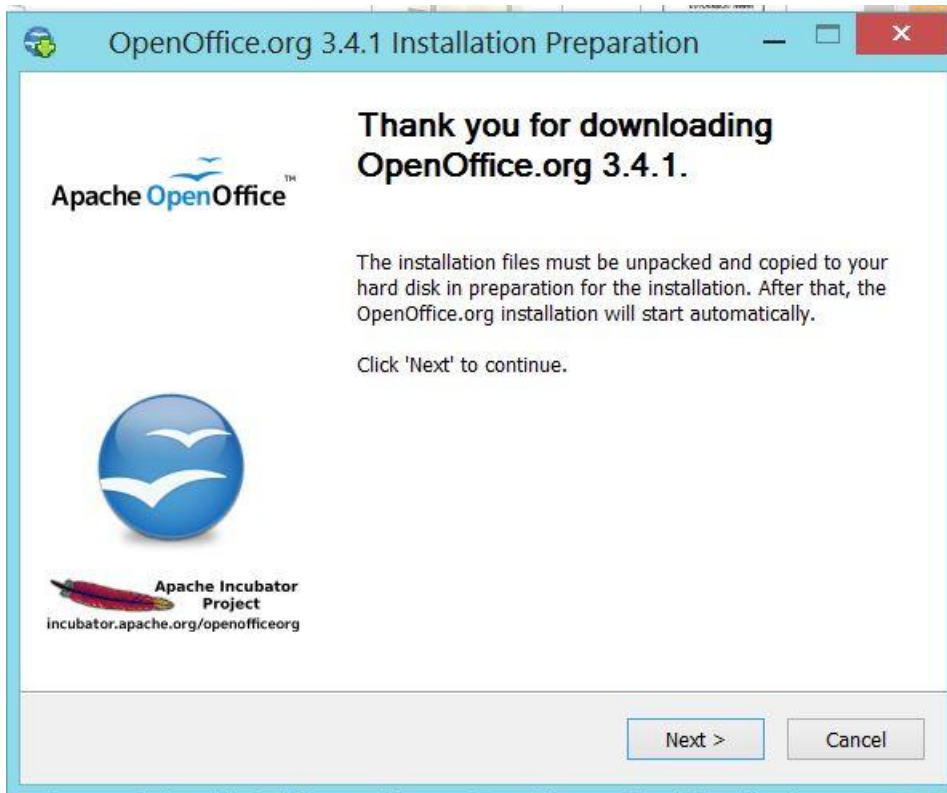 OpenOffice.org 3.4.1 Installation Preparation
Thank you for downloading
OpenOffice.org 3.4.1.
Apache OpenOffice™
The installation files must be unpacked and copied to your
hard disk in preparation for the installation. After that, the
OpenOffice.org installation will start automatically.
Click 'Next' to continue.
Apache Incubator
Project
incubator.apache.org/openofficeorg
Next >
Cancel